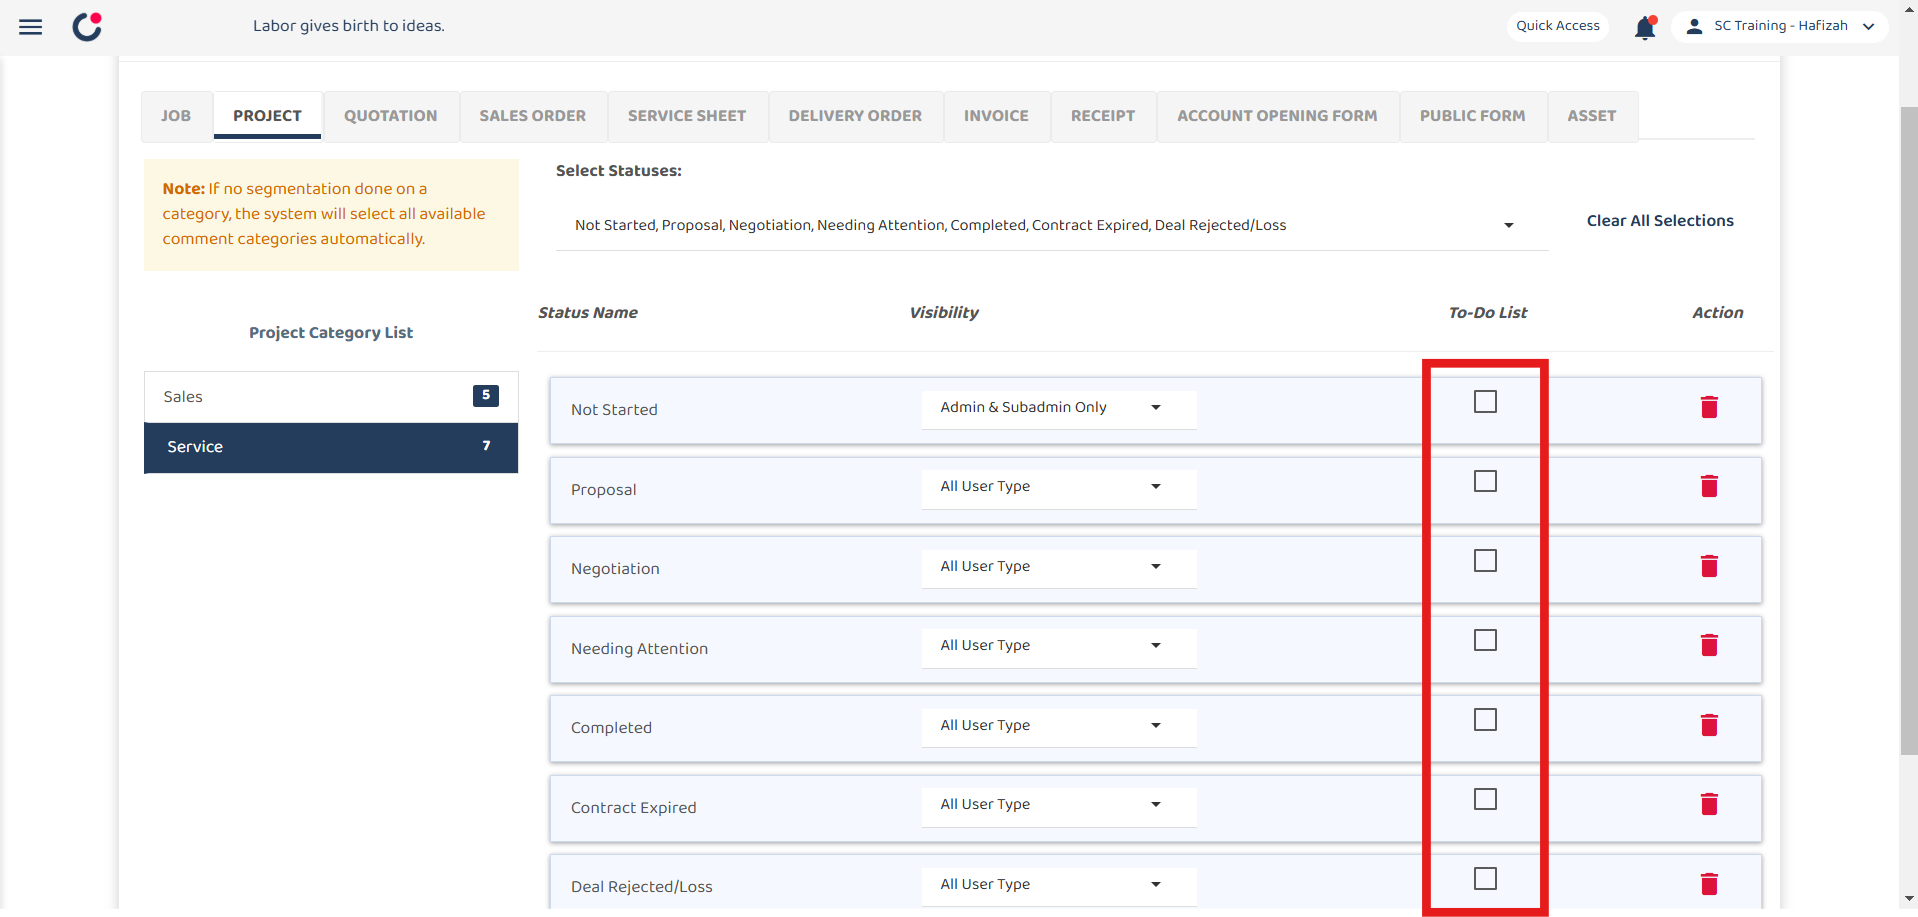 Labor gives birth to ideas.
Quick Access
SC Training - Hafizah
JOB
PROJECT
QUOTATION
SALES ORDER
SERVICE SHEET
DELIVERY ORDER
INVOICE
RECEIPT
ACCOUNT OPENING FORM
PUBLIC FORM
ASSET
Note: If no segmentation done on a
category, the system will select all available
comment categories automatically.
Select Statuses:
Not Started, Proposal, Negotiation, Needing Attention, Completed, Contract Expired, Deal Rejected/Loss
Clear All Selections
Project Category List
Sales 5
Service 7
Status Name Visibility To-Do List Action
Not Started Admin & Subadmin Only
Proposal All User Type
Negotiation All User Type
Needing Attention All User Type
Completed All User Type
Contract Expired All User Type
Deal Rejected/Loss All User Type